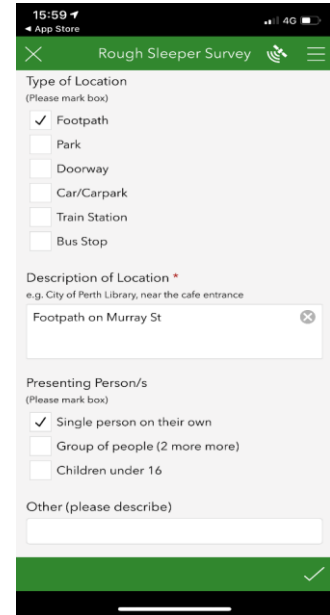 15:59
4G
◀ App Store
Rough Sleeper Survey
Type of Location
(Please mark box)
Footpath
Park
Doorway
Car/Carpark
Train Station
Bus Stop
Description of Location *
e.g. City of Perth Library, near the cafe entrance
Footpath on Murray St
Presenting Person/s
(Please mark box)
Single person on their own
Group of people (2 more more)
Children under 16
Other (please describe)